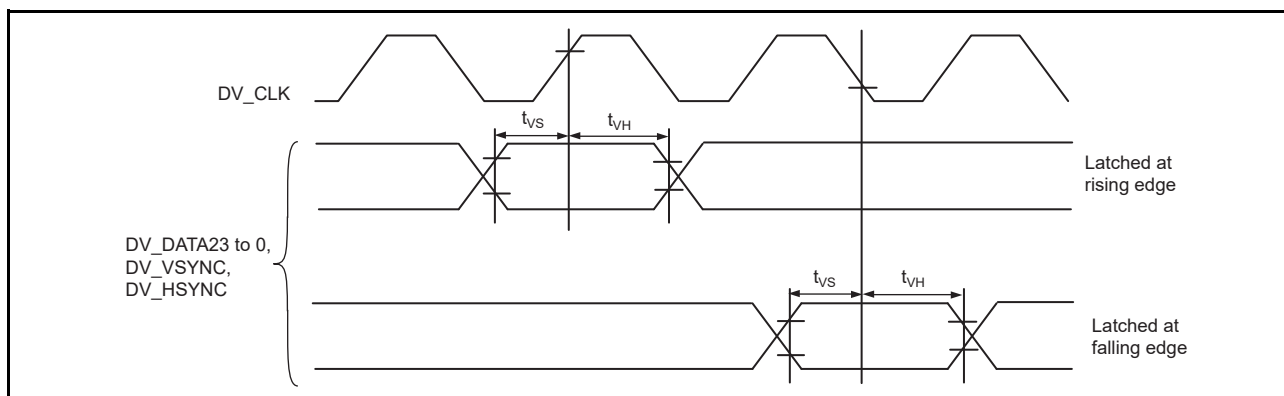 DV_CLK
tVS
tVH
Latched at
rising edge
DV_DATA23 to 0,
DV_VSYNC,
DV_HSYNC
tVS
tVH
Latched at
falling edge